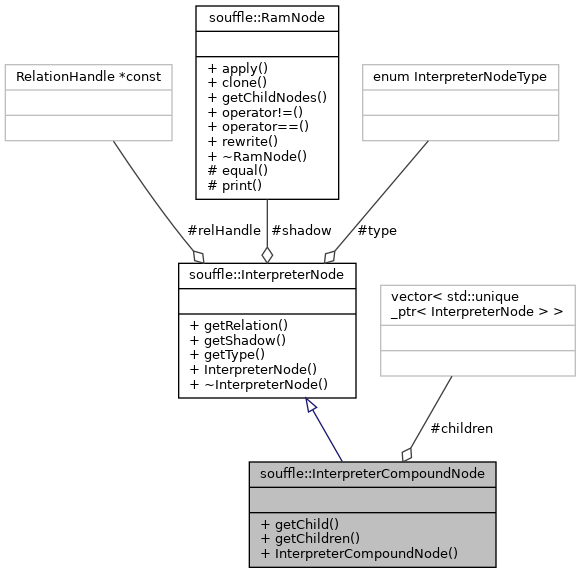 souffle::RamNode
+ apply()
+ clone()
+ getChildNodes()
+ operator!=()
+ operator==()
+ rewrite()
+ ~RamNode()
# equal()
# print()
RelationHandle *const
enum InterpreterNodeType
#relHandle
#shadow
#type
souffle::InterpreterNode
+ getRelation()
+ getShadow()
+ getType()
+ InterpreterNode()
+ ~InterpreterNode()
vector< std::unique
_ptr< InterpreterNode > >
#children
souffle::InterpreterCompoundNode
+ getChild()
+ getChildren()
+ InterpreterCompoundNode()